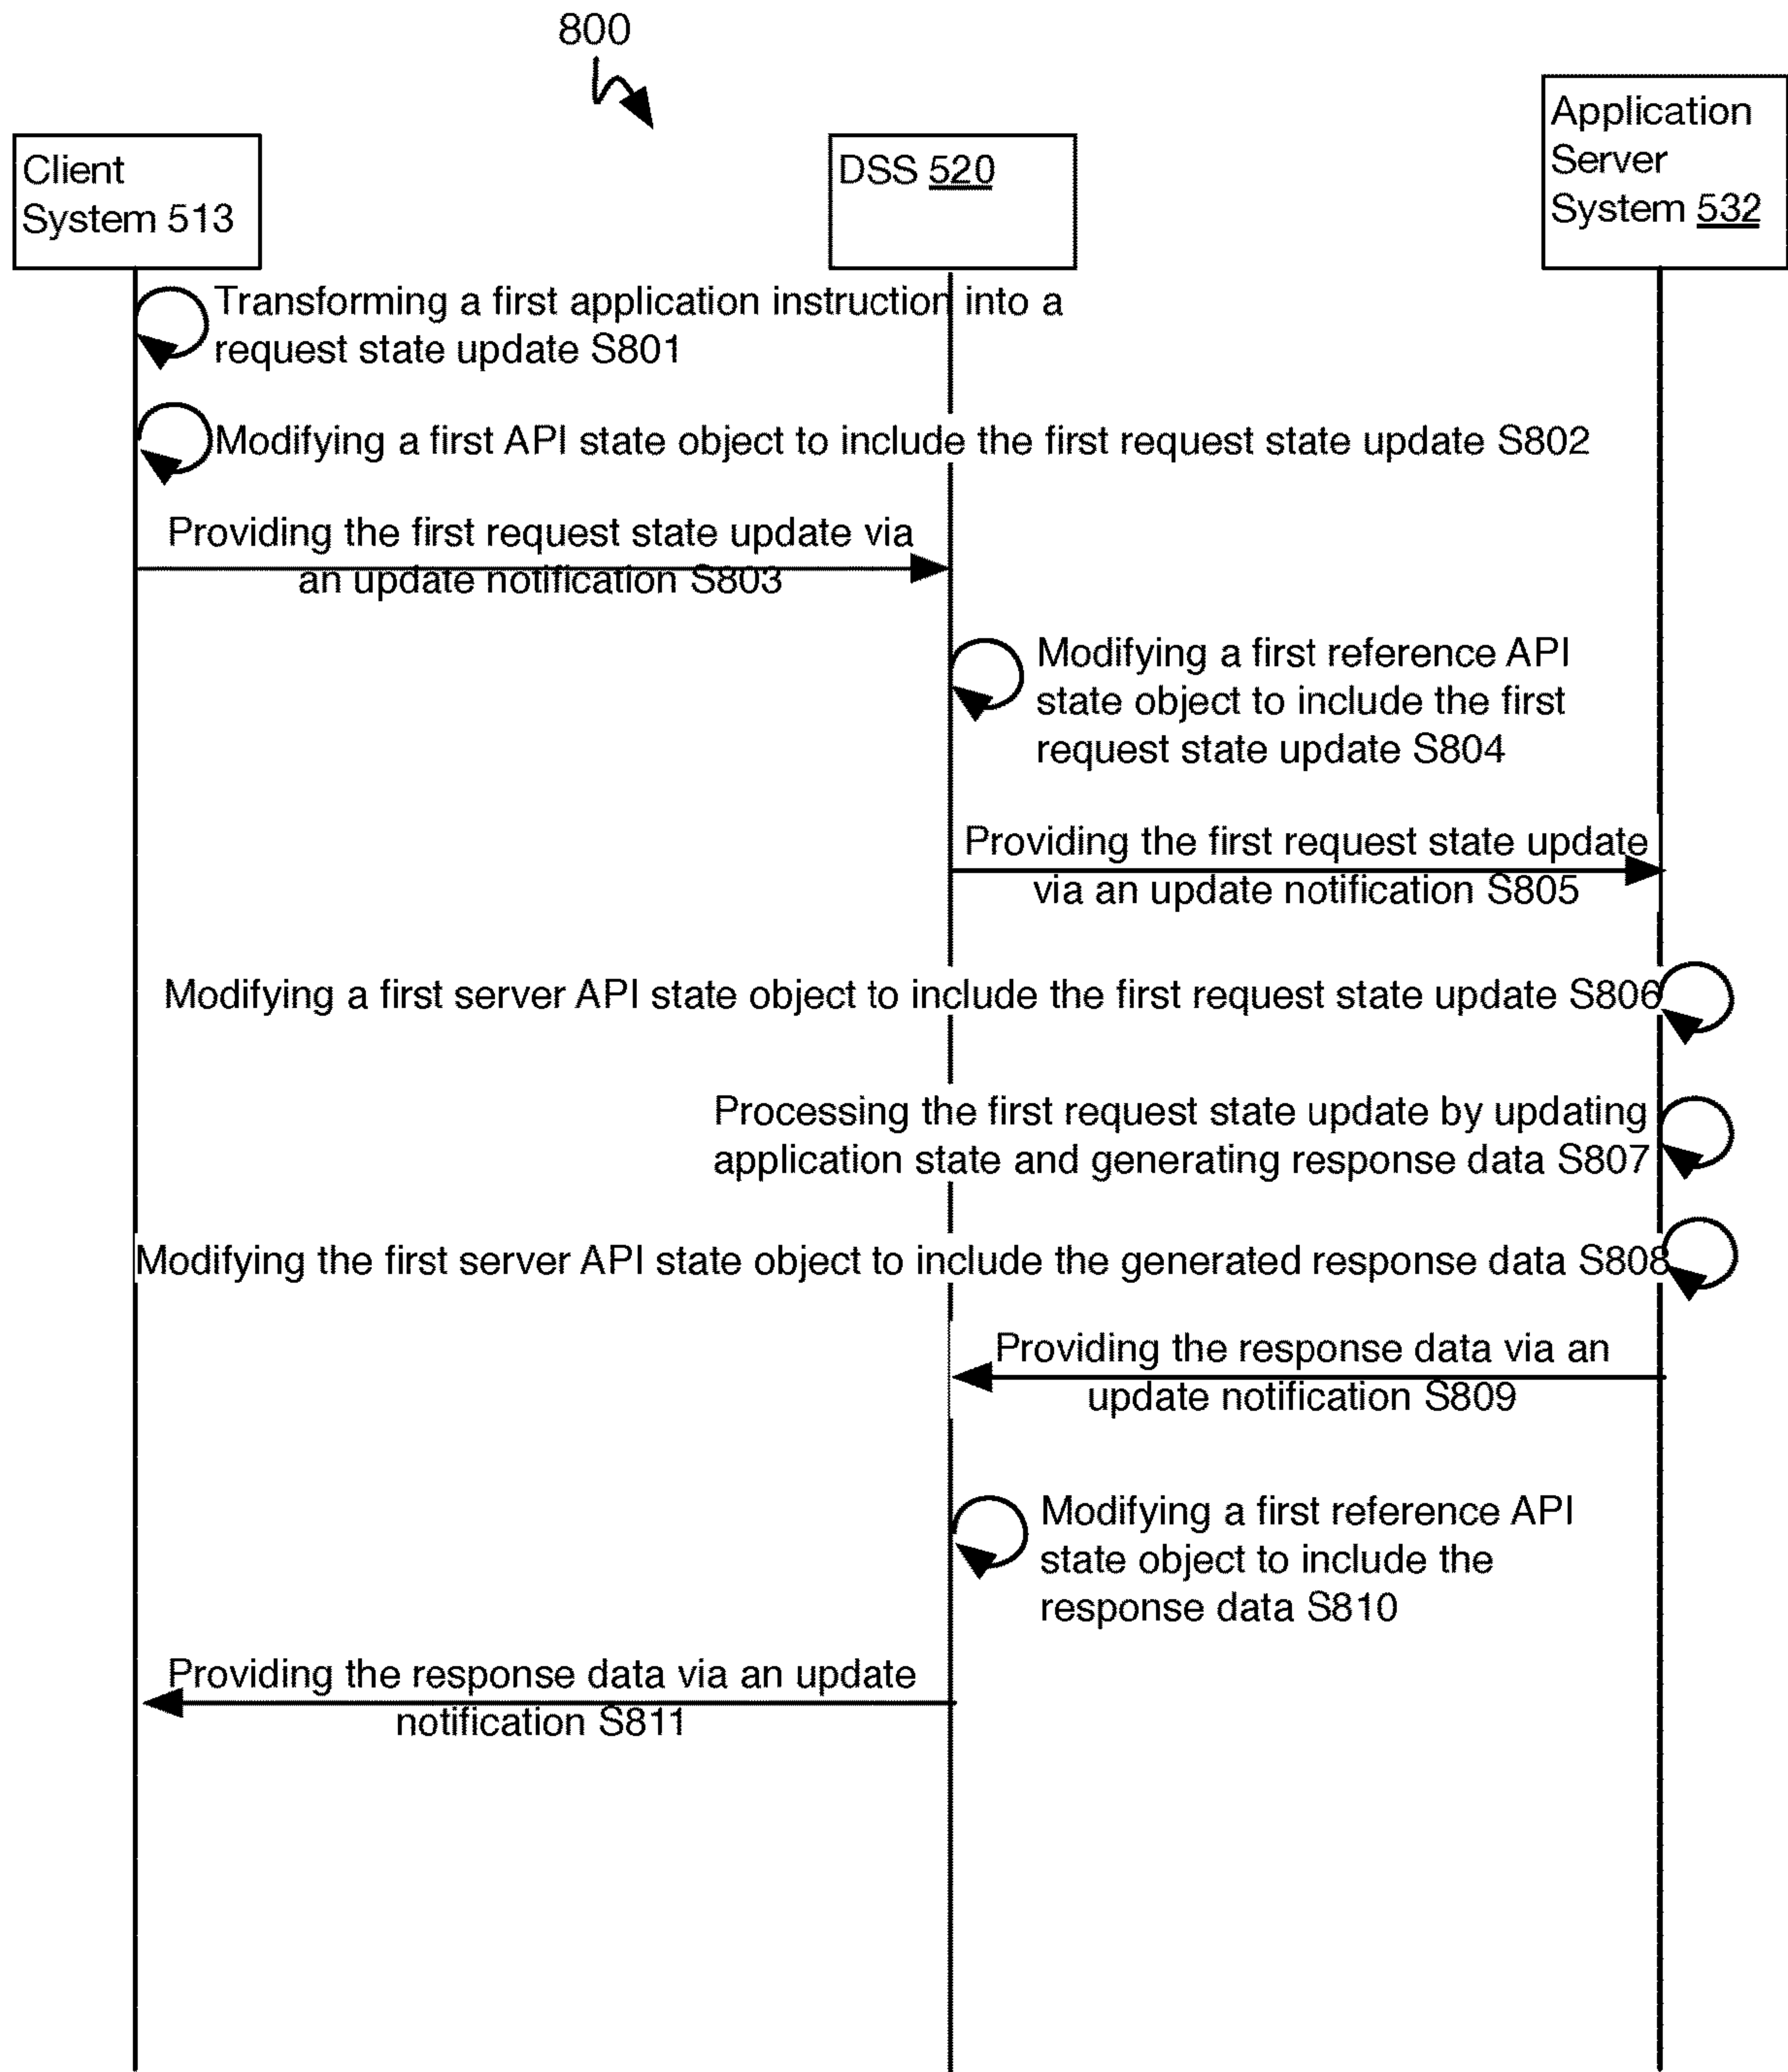 800
Client
System 513
DSS 520
Application
Server
System 532
Transforming a first application instruction into a
request state update S801
Modifying a first API state object to include the first request state update S802
Providing the first request state update via
an update notification S803
Modifying a first reference API
state object to include the first
request state update S804
Providing the first request state update
via an update notification S805
Modifying a first server API state object to include the first request state update S806
Processing the first request state update by updating
application state and generating response data S807
Modifying the first server API state object to include the generated response data S808
Providing the response data via an
update notification S809
Modifying a first reference API
state object to include the
response data S810
Providing the response data via an update
notification S811